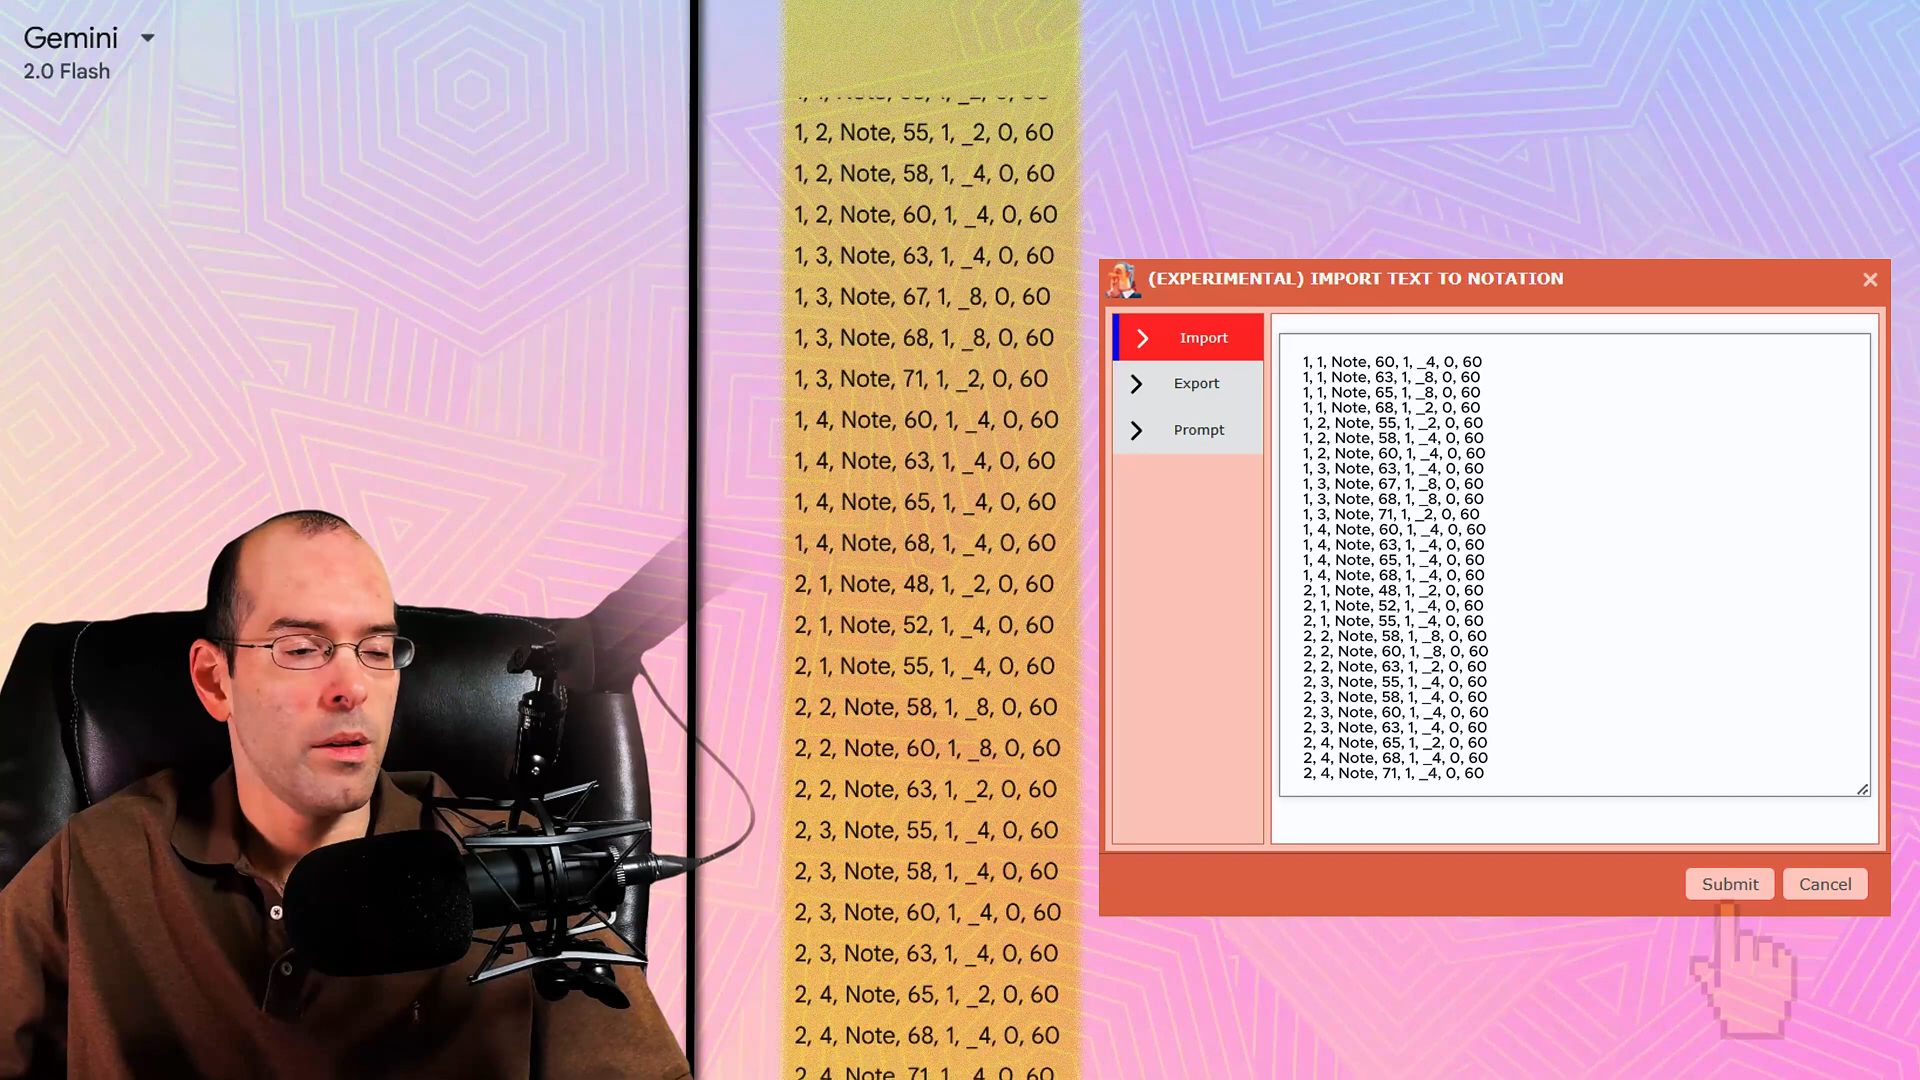 Gemini
2.0 Flash
1, 2, Note, 55, 1, _2, 0, 60
1, 2, Note, 58, 1, _4, 0, 60
1, 2, Note, 60, 1, _4, 0, 60
1, 3, Note, 63, 1, _4, 0, 60
1, 3, Note, 67, 1, _8, 0, 60
1, 3, Note, 68, 1, _8, 0, 60
1, 3, Note, 71, 1, _2, 0, 60
1, 4, Note, 60, 1, _4, 0, 60
1, 4, Note, 63, 1, _4, 0, 60
1, 4, Note, 65, 1, _4, 0, 60
1, 4, Note, 68, 1, _4, 0, 60
2, 1, Note, 48, 1, _2, 0, 60
2, 1, Note, 52, 1, _4, 0, 60
2, 1, Note, 55, 1, _4, 0, 60
2, 2, Note, 58, 1, _8, 0, 60
2, 2, Note, 60, 1, _8, 0, 60
2, 2, Note, 63, 1, _2, 0, 60
2, 3, Note, 55, 1, _4, 0, 60
2, 3, Note, 58, 1, _4, 0, 60
2, 3, Note, 60, 1, _4, 0, 60
2, 3, Note, 63, 1, _4, 0, 60
2, 4, Note, 65, 1, _2, 0, 60
2, 4, Note, 68, 1, _4, 0, 60
2, 4, Note, 71, 1, _4, 0, 60
(EXPERIMENTAL) IMPORT TEXT TO NOTATION
Import
Export
Prompt
1, 1, Note, 60, 1, _4, 0, 60
1, 1, Note, 63, 1, _8, 0, 60
1, 1, Note, 65, 1, _8, 0, 60
1, 1, Note, 68, 1, _2, 0, 60
1, 2, Note, 55, 1, _2, 0, 60
1, 2, Note, 58, 1, _4, 0, 60
1, 2, Note, 60, 1, _4, 0, 60
1, 3, Note, 63, 1, _4, 0, 60
1, 3, Note, 67, 1, _8, 0, 60
1, 3, Note, 68, 1, _8, 0, 60
1, 3, Note, 71, 1, _2, 0, 60
1, 4, Note, 60, 1, _4, 0, 60
1, 4, Note, 63, 1, _4, 0, 60
1, 4, Note, 65, 1, _4, 0, 60
1, 4, Note, 68, 1, _4, 0, 60
2, 1, Note, 48, 1, _2, 0, 60
2, 1, Note, 52, 1, _4, 0, 60
2, 1, Note, 55, 1, _4, 0, 60
2, 2, Note, 58, 1, _8, 0, 60
2, 2, Note, 60, 1, _8, 0, 60
2, 2, Note, 63, 1, _2, 0, 60
2, 3, Note, 55, 1, _4, 0, 60
2, 3, Note, 58, 1, _4, 0, 60
2, 3, Note, 60, 1, _4, 0, 60
2, 3, Note, 63, 1, _4, 0, 60
2, 4, Note, 65, 1, _2, 0, 60
2, 4, Note, 68, 1, _4, 0, 60
2, 4, Note, 71, 1, _4, 0, 60
Submit
Cancel